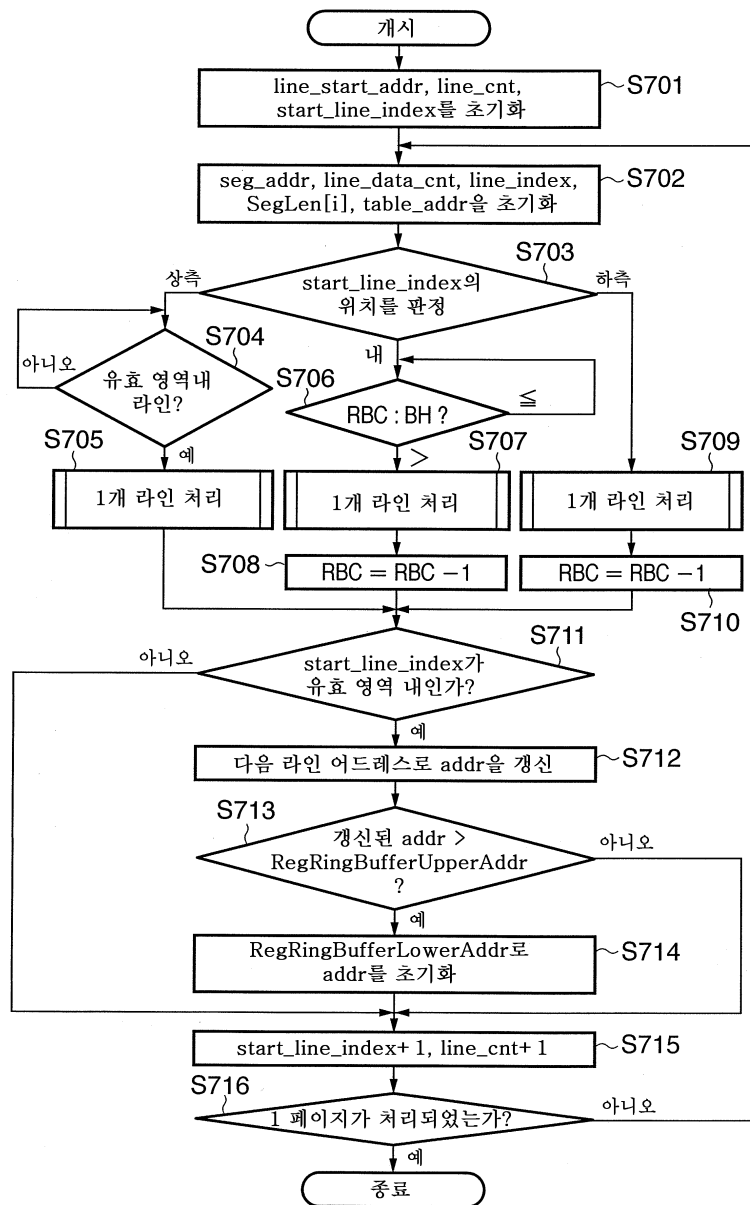 개시
line_start_addr, line_cnt,
start_line_index를 초기화
S701
seg_addr, line_data_cnt, line_index,
SegLen[i], table_addr을 초기화
S702
S703
상측
start_line_index의
위치를 판정
하측
S704
아니오
유효 영역내
라인?
예
내
S706
RBC : BH ?
≦
>
S705
1개 라인 처리
S707
1개 라인 처리
S709
1개 라인 처리
S708
RBC = RBC −1
RBC = RBC −1
S710
S711
아니오
start_line_index가
유효 영역 내인가?
예
다음 라인 어드레스로 addr을 갱신
S712
S713
갱신된 addr >
RegRingBufferUpperAddr
?
아니오
예
RegRingBufferLowerAddr로
addr를 초기화
S714
start_line_index+1, line_cnt+1
S715
S716
1 페이지가 처리되었는가?
아니오
예
종료